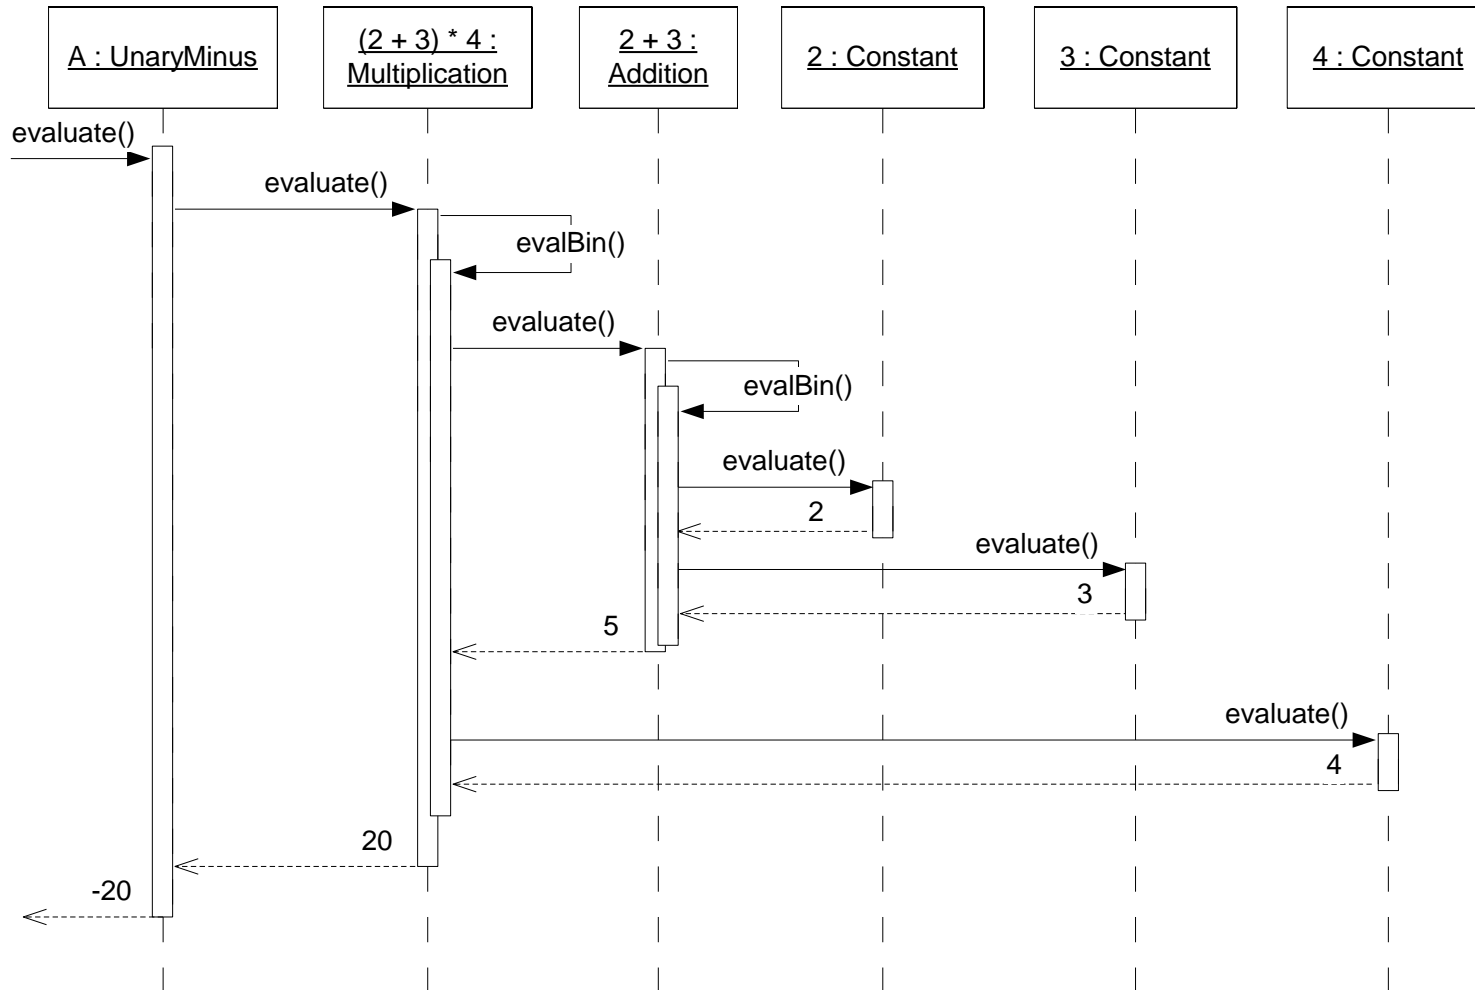 A : UnaryMinus
(2 + 3) * 4 :
Multiplication
2 + 3 :
Addition
2 : Constant
3 : Constant
4 : Constant
evaluate()
evaluate()
evalBin()
evaluate()
evalBin()
evaluate()
2
evaluate()
3
5
evaluate()
4
20
-20